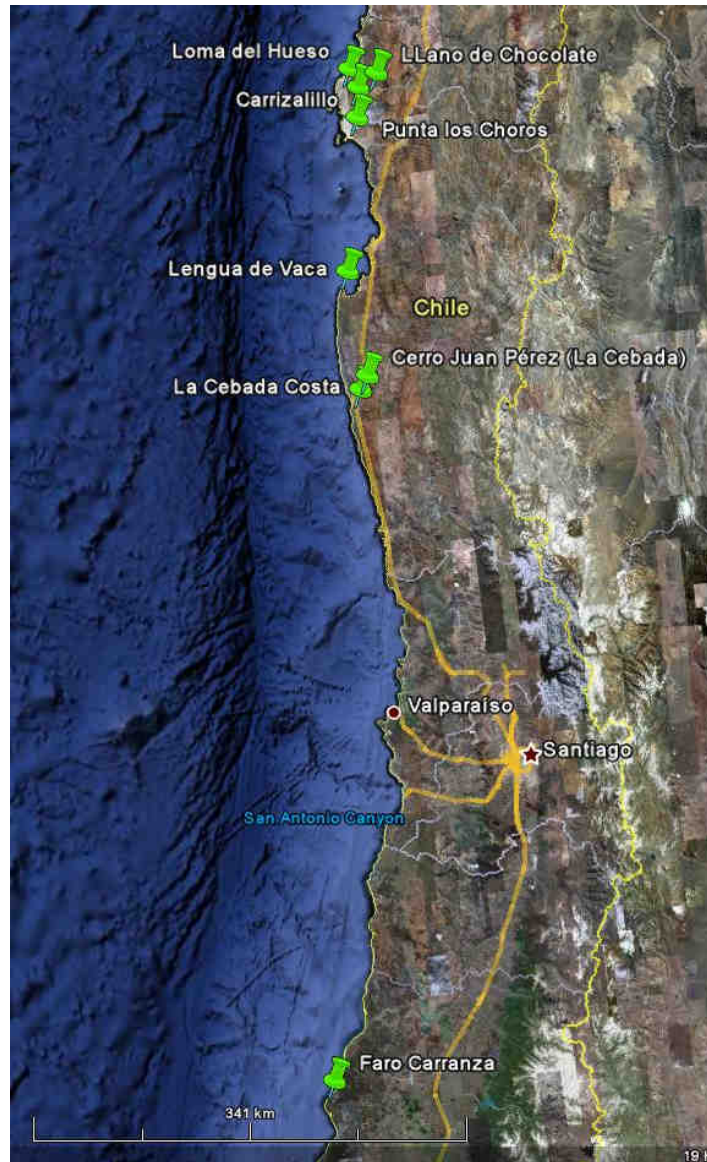 Loma del Hueso
LLano de Chocolate
Carrizalillo
Punta los Choros
Lengua de Vaca
Chile
Cerro Juan Pérez (La Cebada)
La Cebada Costa
Valparaíso
Santiago
San Antonio Canyon
Faro Carranza
341 km
19